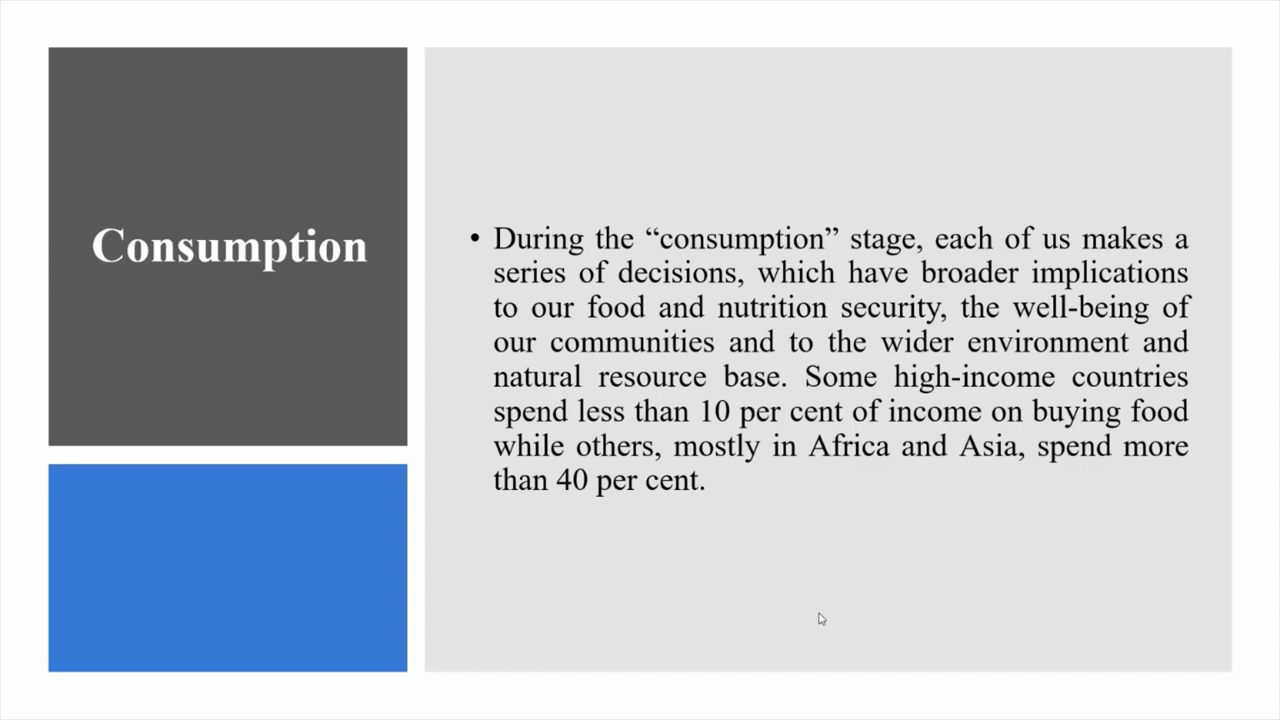 Consumption
• During the “consumption” stage, each of us makes a
series of decisions, which have broader implications
to our food and nutrition security, the well-being of
our communities and to the wider environment and
natural resource base. Some high-income countries
spend less than 10 per cent of income on buying food
while others, mostly in Africa and Asia, spend more
than 40 per cent.